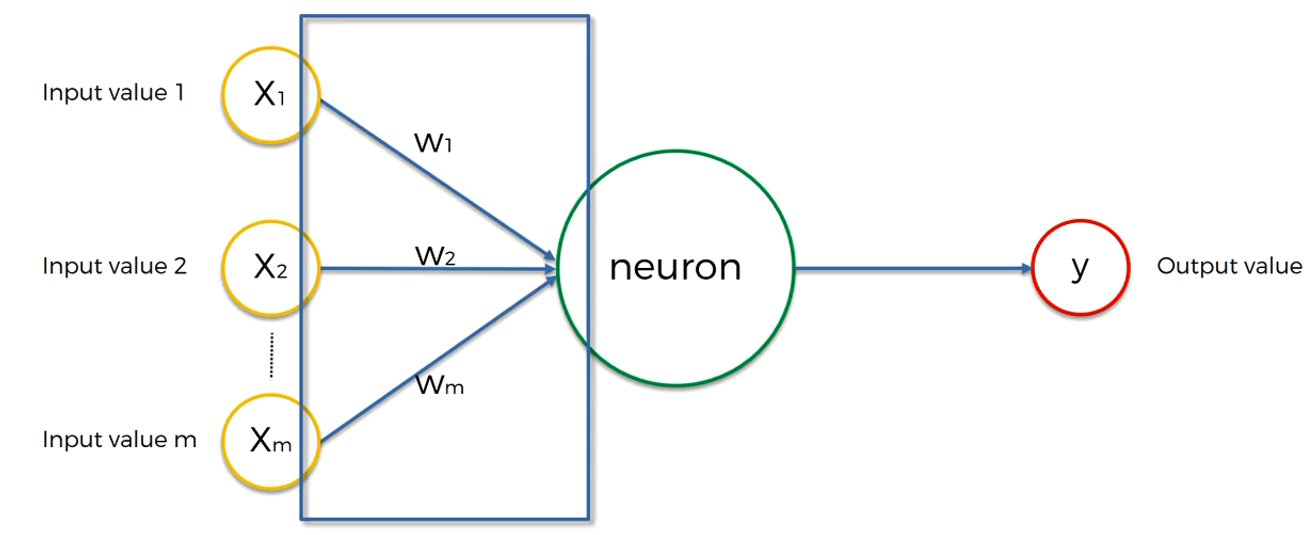 Input value 1 X1
W1
Input value 2 X2 W2 neuron y Output value
Wm
Input value m Xm